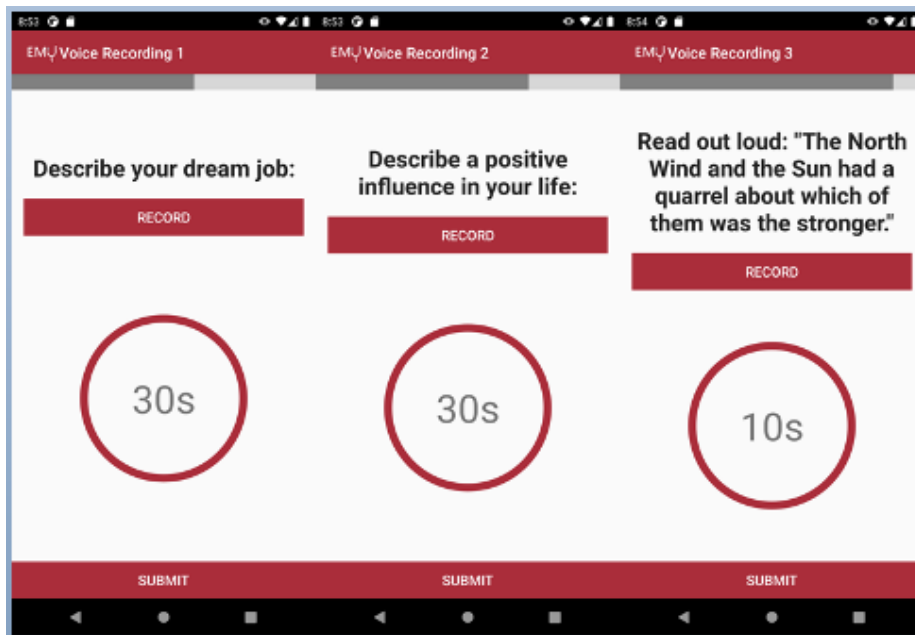 8:53
EMU Voice Recording 1
Describe your dream job:
RECORD
30s
SUBMIT
8:53
EMU Voice Recording 2
Describe a positive
influence in your life:
RECORD
30s
SUBMIT
8:54
EMU Voice Recording 3
Read out loud: "The North
Wind and the Sun had a
quarrel about which of
them was the stronger."
RECORD
10s
SUBMIT